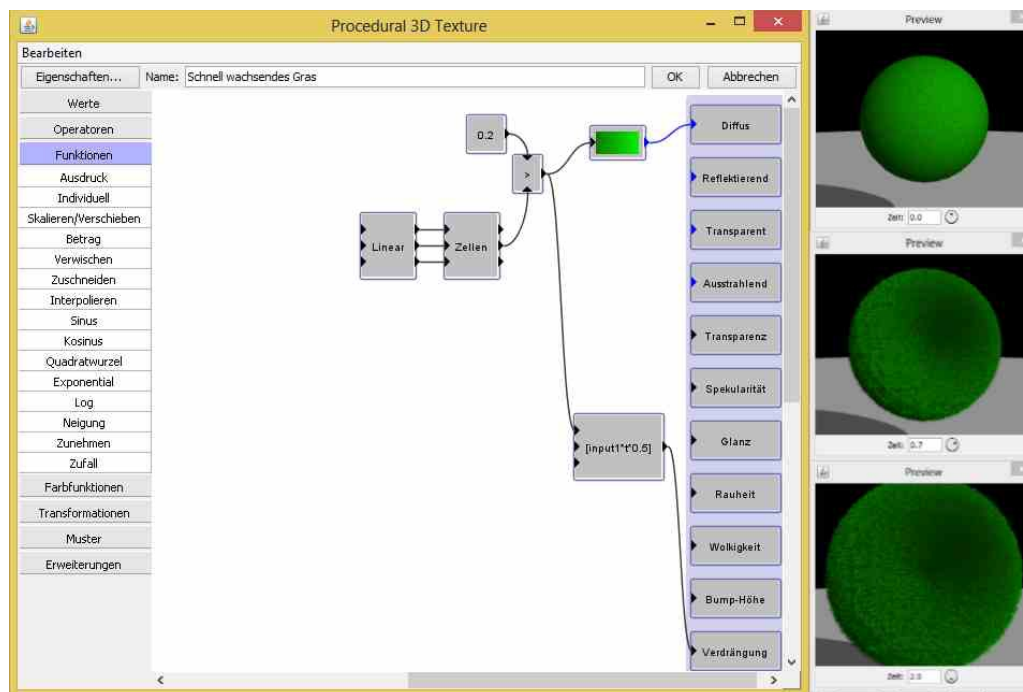 Procedural 3D Texture
Bearbeiten
Eigenschaften...
Name:
Schnell wachsendes Gras
OK
Abbrechen
Werte
Operatoren
Funktionen
Ausdruck
Individuell
Skalieren/Verschieben
Betrag
Verwischen
Zuschneiden
Interpolieren
Sinus
Kosinus
Quadratwurzel
Exponential
Log
Neigung
Zunehmen
Zufall
Farbfunktionen
Transformationen
Muster
Erweiterungen
0.2
>
Linear
Zellen
[input1*t*0.5]
Diffus
Reflektierend
Transparent
Ausstrahlend
Transparenz
Spekularität
Glanz
Rauheit
Wolkigkeit
Bump-Höhe
Verdrängung
Preview
Zeit: 0.0
Preview
Zeit: 0.7
Preview
Zeit: 2.0